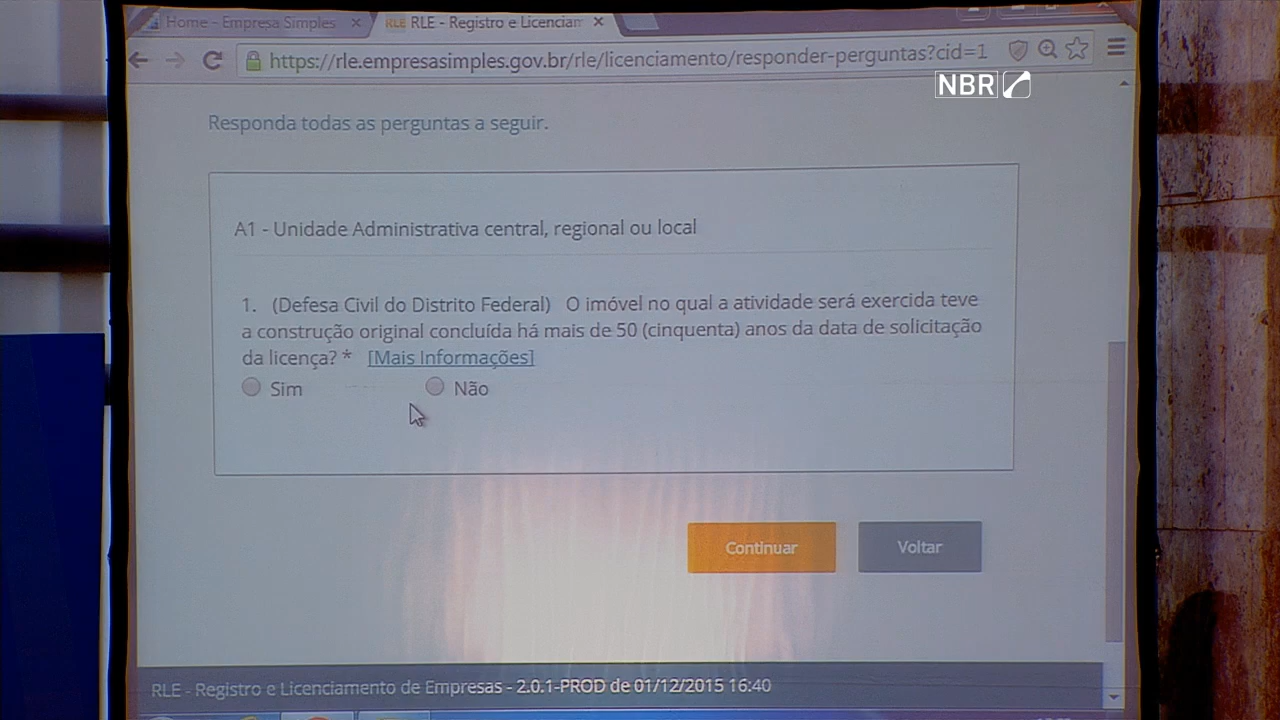 Home - Empresa Simples
RLE RLE - Registro e Licencian
https://rle.empresasimples.gov.br/rle/licenciamento/responder-perguntas?cid=1
NBR
Responda todas as perguntas a seguir.
A1 - Unidade Administrativa central, regional ou local
1. (Defesa Civil do Distrito Federal) O imóvel no qual a atividade será exercida teve
a construção original concluída há mais de 50 (cinquenta) anos da data de solicitação
da licença? * [Mais Informações]
Sim Não
Continuar Voltar
RLE - Registro e Licenciamento de Empresas - 2.0.1-PROD de 01/12/2015 16:40